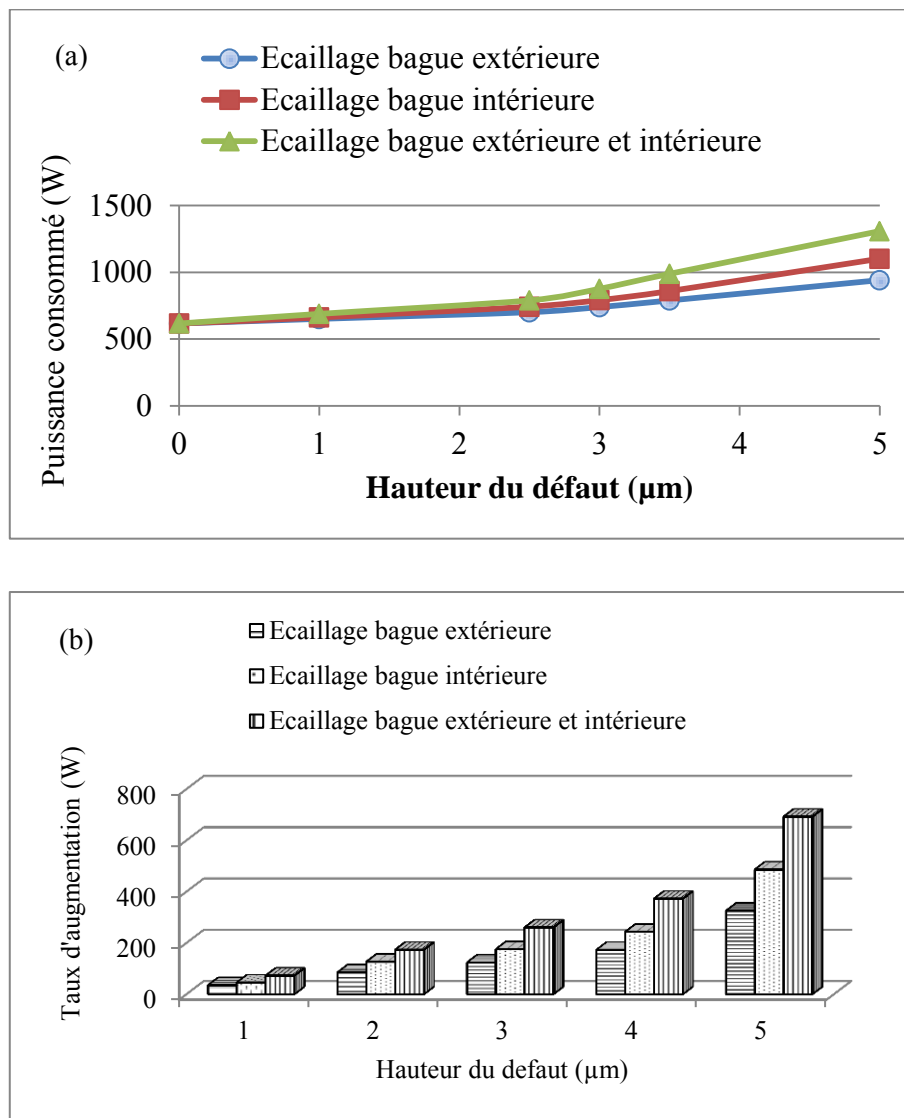 (a)
Ecaillage bague extérieure
Ecaillage bague intérieure
Ecaillage bague extérieure et intérieure
Puissance consommé (W)
1500
1000
500
0
0 1 2 3 4 5
Hauteur du défaut (µm)
(b)
Ecaillage bague extérieure
Ecaillage bague intérieure
Ecaillage bague extérieure et intérieure
Taux d'augmentation (W)
800
600
400
200
0
1 2 3 4 5
Hauteur du defaut (µm)